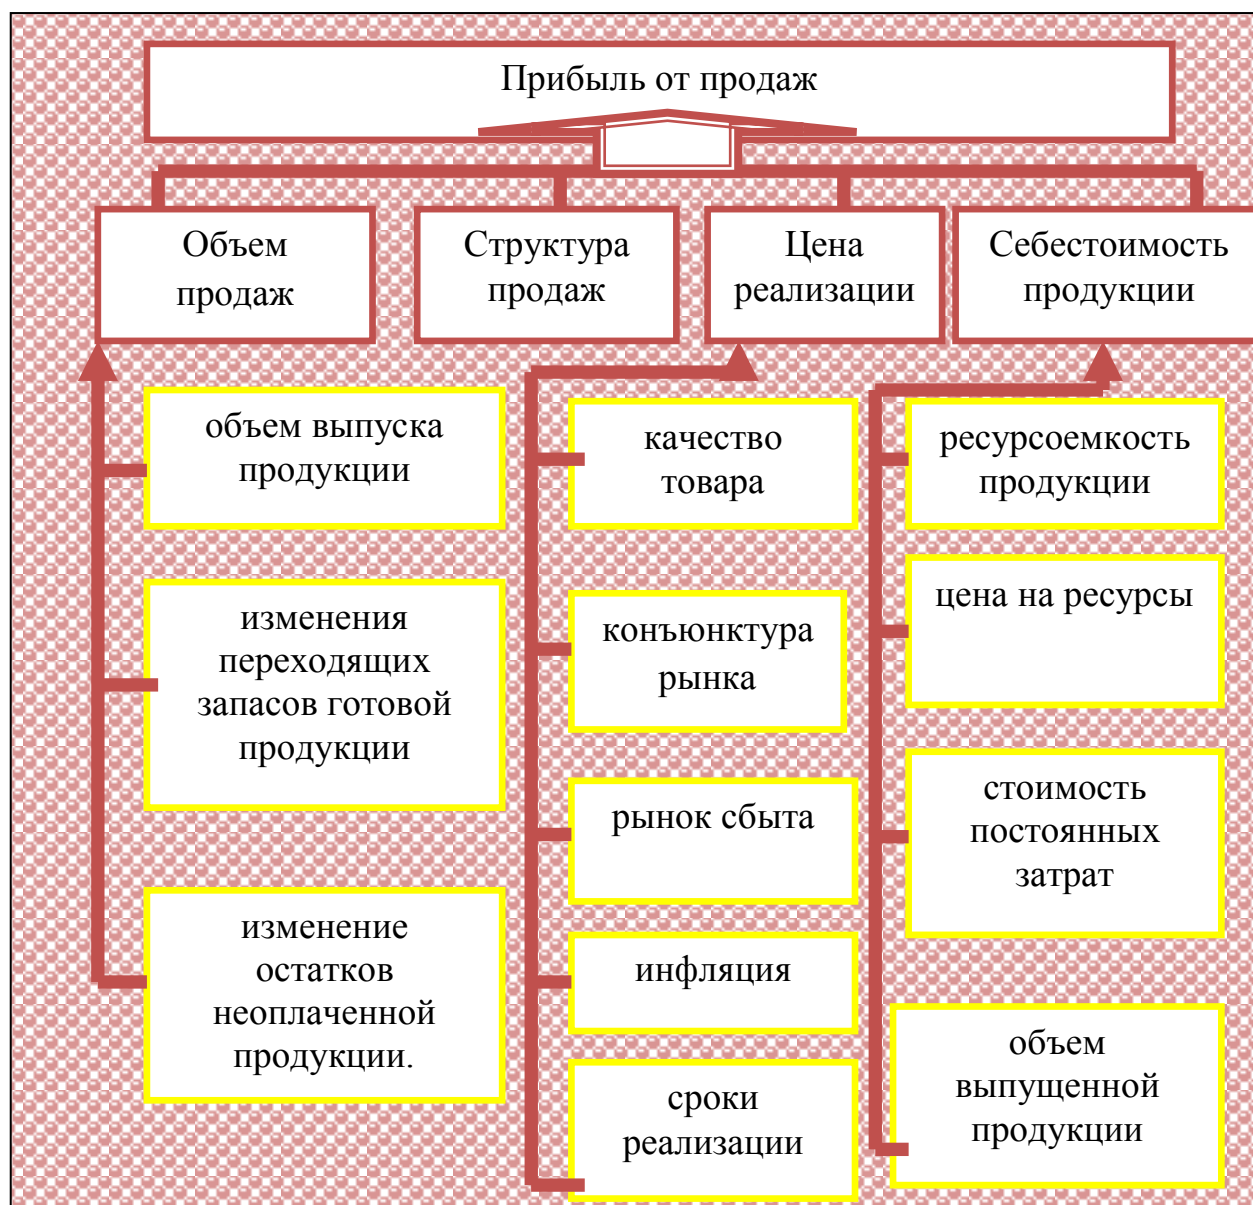 Прибыль от продаж
Объем
продаж
Структура
продаж
Цена
реализации
Себестоимость
продукции
объем выпуска
продукции
изменения
переходящих
запасов готовой
продукции
изменение
остатков
неоплаченной
продукции.
качество
товара
конъюнктура
рынка
рынок сбыта
инфляция
сроки
реализации
ресурсоемкость
продукции
цена на ресурсы
стоимость
постоянных
затрат
объем
выпущенной
продукции